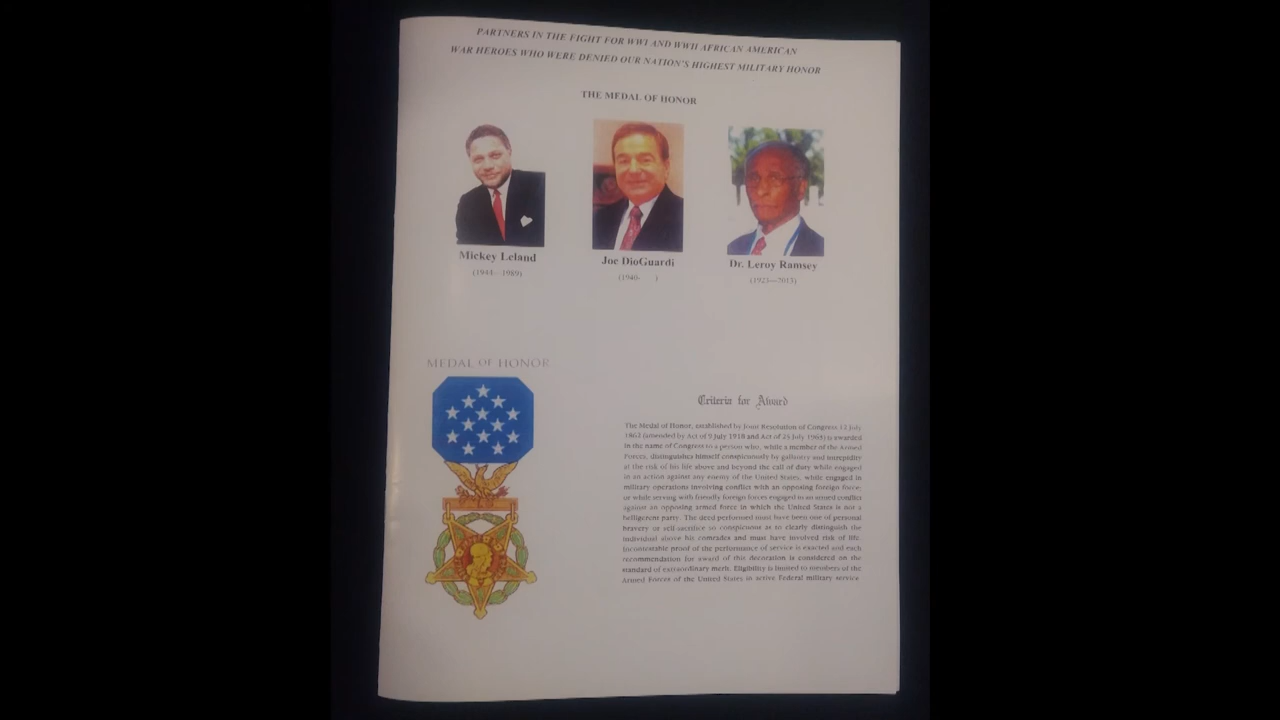 PARTNERS IN THE FIGHT FOR WWI AND WWII AFRICAN AMERICAN
WAR HEROES WHO WERE DENIED OUR NATION'S HIGHEST MILITARY HONOR
THE MEDAL OF HONOR
Mickey Leland
(1944—1989)
Joe DioGuardi
(1940- )
Dr. Leroy Ramsey
(1923—2013)
MEDAL OF HONOR
Criteria for Award
The Medal of Honor, established by Joint Resolution of Congress 12 July
1862 (amended by Act of 9 July 1918 and Act of 25 July 1963) is awarded
in the name of Congress to a person who, while a member of the Armed
Forces, distinguishes himself conspicuously by gallantry and intrepidity
at the risk of his life above and beyond the call of duty while engaged
in an action against any enemy of the United States, while engaged in
military operations involving conflict with an opposing foreign force;
or while serving with friendly foreign forces engaged in an armed conflict
against an opposing armed force in which the United States is not a
belligerent party. The deed performed must have been one of personal
bravery or self-sacrifice so conspicuous as to clearly distinguish the
individual above his comrades and must have involved risk of life.
Incontestable proof of the performance of service is exacted and each
recommendation for award of this decoration is considered on the
standard of extraordinary merit. Eligibility is limited to members of the
Armed Forces of the United States in active Federal military service.